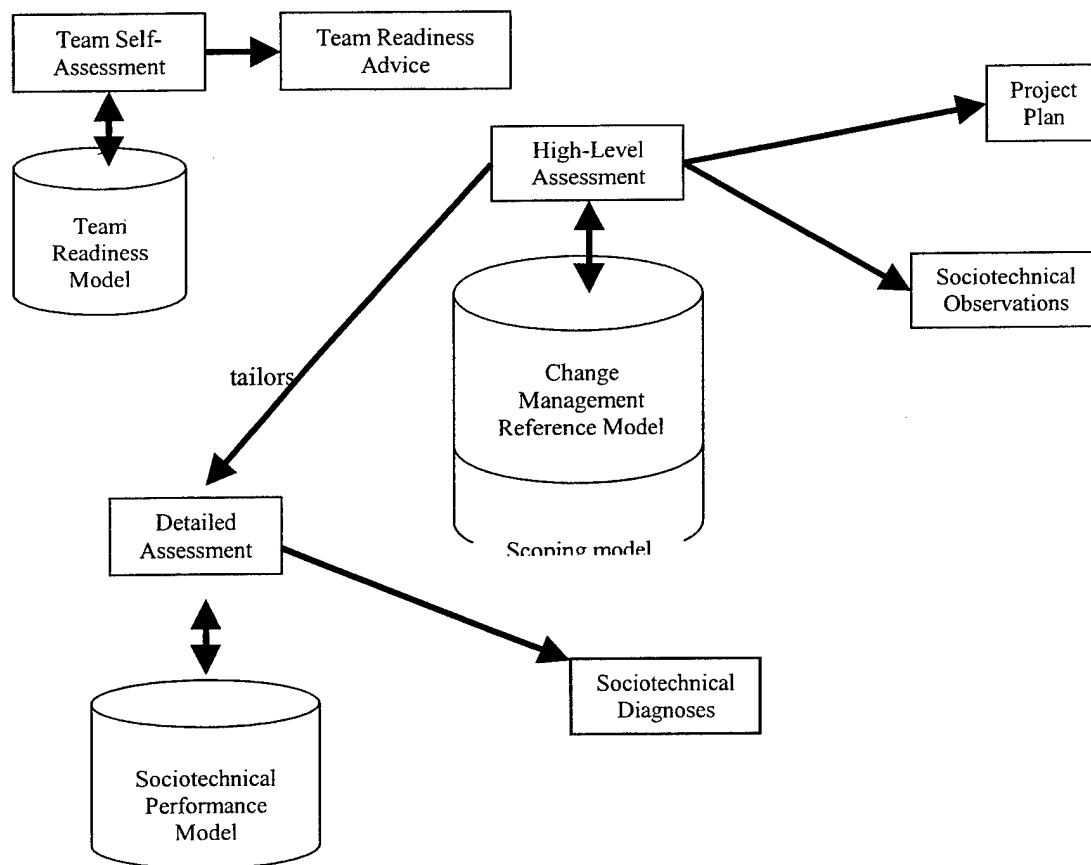 Team Self-
Assessment
Team Readiness
Advice
Project
Plan
High-Level
Assessment
Team
Readiness
Model
Sociotechnical
Observations
tailors
Change
Management
Reference Model
Detailed
Assessment
Scoping model
Sociotechnical
Diagnoses
Sociotechnical
Performance
Model